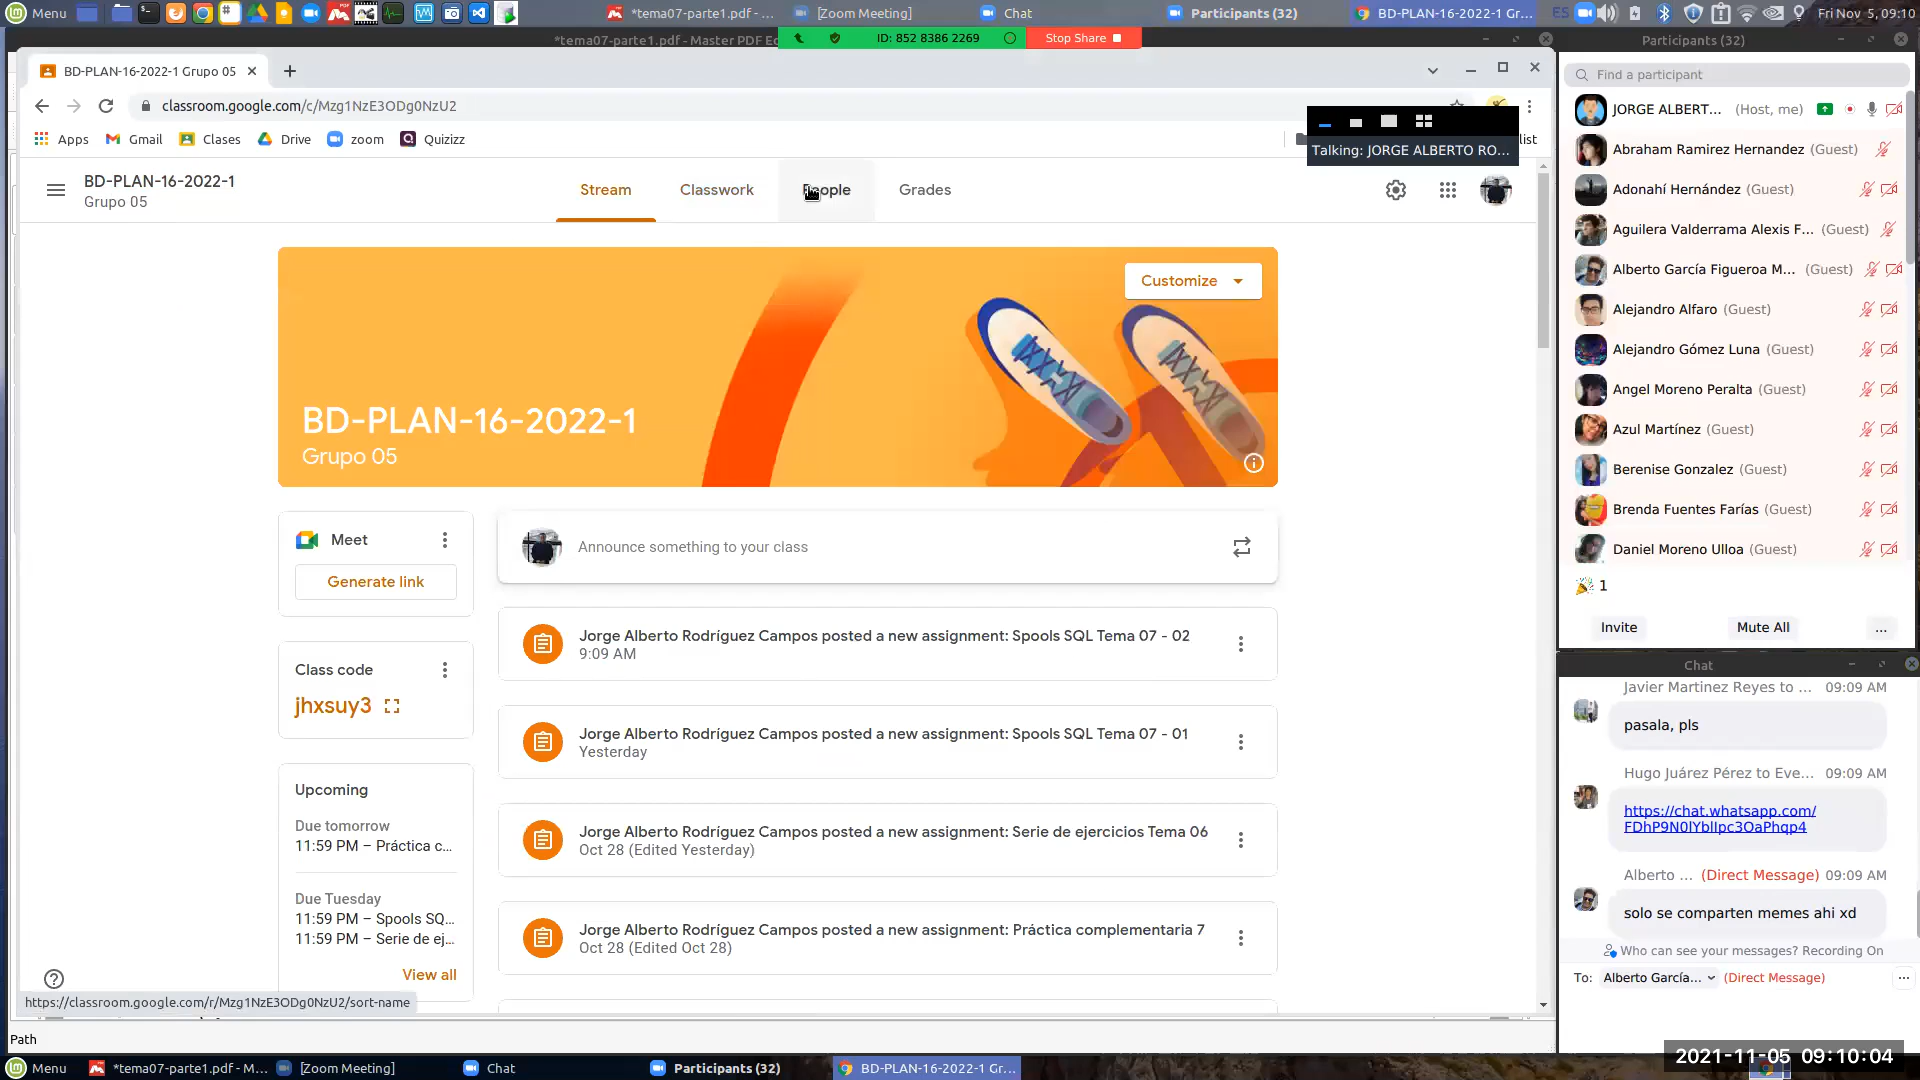 Menu
*tema07-parte1.pdf - ...
[Zoom Meeting]
Chat
Participants (32)
BD-PLAN-16-2022-1 Gr...
ES
Fri Nov 5, 09:10
*tema07-parte1.pdf - Master PDF Ed
ID: 852 8386 2269
Stop Share
Participants (32)
BD-PLAN-16-2022-1 Grupo 05
Find a participant
classroom.google.com/c/Mzg1NzE3ODg0NzU2
JORGE ALBERT... (Host, me)
Apps
Gmail
Clases
Drive
zoom
Quizizz
list
Talking: JORGE ALBERTO RO...
Abraham Ramirez Hernandez (Guest)
BD-PLAN-16-2022-1
Grupo 05
Stream
Classwork
People
Grades
Adonahí Hernández (Guest)
Aguilera Valderrama Alexis F... (Guest)
Alberto García Figueroa M... (Guest)
Alejandro Alfaro (Guest)
Alejandro Gómez Luna (Guest)
Angel Moreno Peralta (Guest)
Azul Martínez (Guest)
Berenise Gonzalez (Guest)
Brenda Fuentes Farías (Guest)
Daniel Moreno Ulloa (Guest)
1
Invite
Mute All
...
Customize
BD-PLAN-16-2022-1
Grupo 05
Meet
Generate link
Class code
jhxsuy3
Upcoming
Due tomorrow
11:59 PM – Práctica c...
Due Tuesday
11:59 PM – Spools SQ...
11:59 PM – Serie de ej...
View all
Announce something to your class
Jorge Alberto Rodríguez Campos posted a new assignment: Spools SQL Tema 07 - 02
9:09 AM
Jorge Alberto Rodríguez Campos posted a new assignment: Spools SQL Tema 07 - 01
Yesterday
Jorge Alberto Rodríguez Campos posted a new assignment: Serie de ejercicios Tema 06
Oct 28 (Edited Yesterday)
Jorge Alberto Rodríguez Campos posted a new assignment: Práctica complementaria 7
Oct 28 (Edited Oct 28)
Chat
Javier Martinez Reyes to ... 09:09 AM
pasala, pls
Hugo Juárez Pérez to Eve... 09:09 AM
https://chat.whatsapp.com/
FDhP9N0lYbllpc3OaPhqp4
Alberto ... (Direct Message) 09:09 AM
solo se comparten memes ahi xd
Who can see your messages? Recording On
To: Alberto García... (Direct Message)
...
https://classroom.google.com/r/Mzg1NzE3ODg0NzU2/sort-name
Path
Menu
*tema07-parte1.pdf - M...
[Zoom Meeting]
Chat
Participants (32)
BD-PLAN-16-2022-1 Gr...
2021-11-05 09:10:04